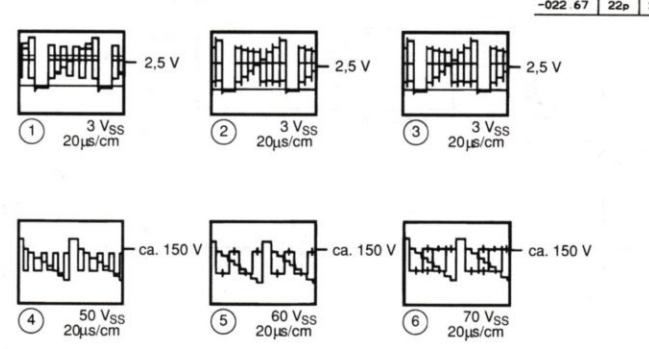 -022.67 22p
2,5 V 2,5 V 2,5 V
1 3 VSS 2 3 VSS 3 3 VSS
20µs/cm 20µs/cm 20µs/cm
ca. 150 V ca. 150 V ca. 150 V
4 50 VSS 5 60 VSS 6 70 VSS
20µs/cm 20µs/cm 20µs/cm